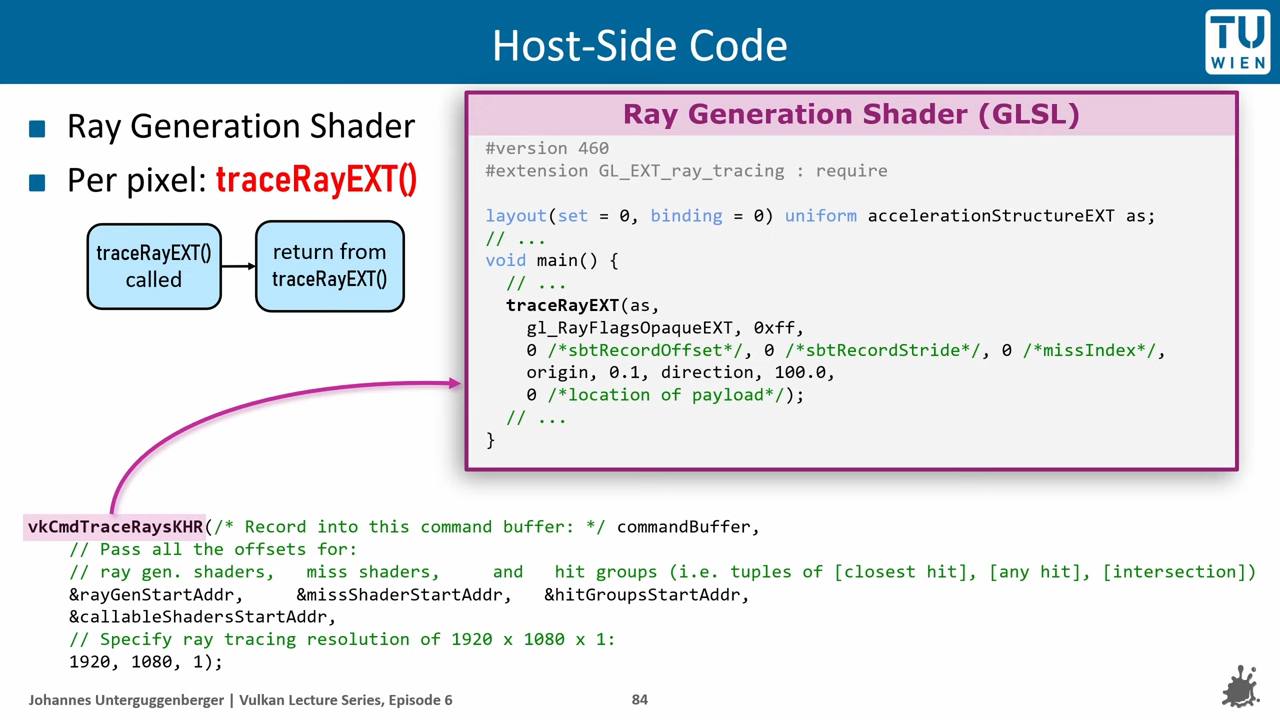 Host-Side Code
TU
WIEN
Ray Generation Shader
Per pixel: traceRayEXT()
traceRayEXT()
called
return from
traceRayEXT()
Ray Generation Shader (GLSL)
#version 460
#extension GL_EXT_ray_tracing : require
layout(set = 0, binding = 0) uniform accelerationStructureEXT as;
// ...
void main() {
// ...
traceRayEXT(as,
gl_RayFlagsOpaqueEXT, 0xff,
0 /*sbtRecordOffset*/, 0 /*sbtRecordStride*/, 0 /*missIndex*/,
origin, 0.1, direction, 100.0,
0 /*location of payload*/);
// ...
}
vkCmdTraceRaysKHR(/* Record into this command buffer: */ commandBuffer,
// Pass all the offsets for:
// ray gen. shaders, miss shaders, and hit groups (i.e. tuples of [closest hit], [any hit], [intersection])
&rayGenStartAddr, &missShaderStartAddr, &hitGroupsStartAddr,
&callableShadersStartAddr,
// Specify ray tracing resolution of 1920 x 1080 x 1:
1920, 1080, 1);
Johannes Unterguggenberger | Vulkan Lecture Series, Episode 6
84